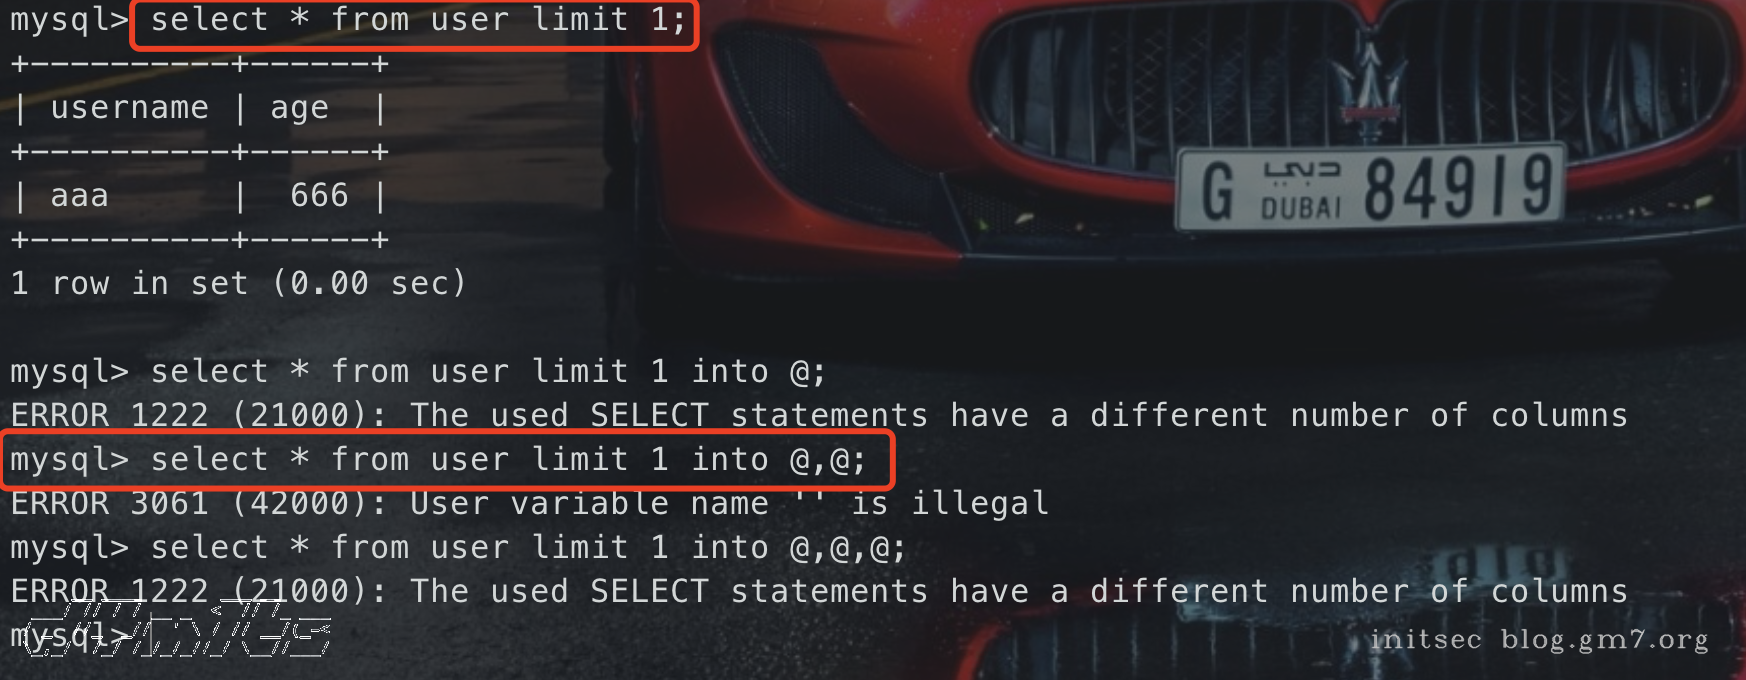 mysql> select * from user limit 1;
+----------+------+
| username | age  |
+----------+------+
| aaa      |  666 |
+----------+------+
1 row in set (0.00 sec)
mysql> select * from user limit 1 into @;
ERROR 1222 (21000): The used SELECT statements have a different number of columns
mysql> select * from user limit 1 into @,@;
ERROR 3061 (42000): User variable name '' is illegal
mysql> select * from user limit 1 into @,@,@;
ERROR 1222 (21000): The used SELECT statements have a different number of columns
mysql>
G دبي DUBAI 84919
initsec blog.gm7.org